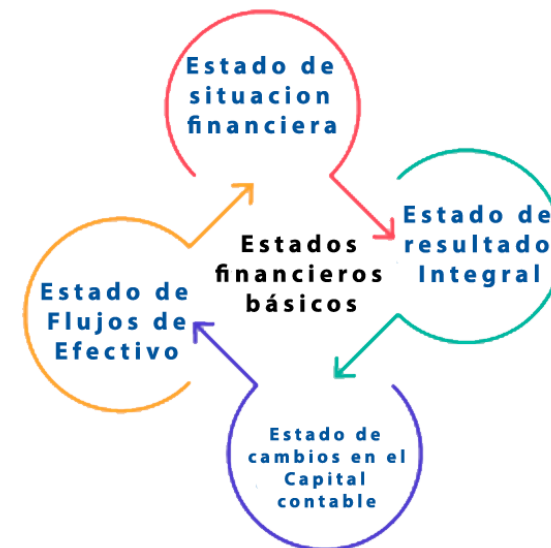 Estado de
situacion
financiera
Estado de
resultado
Integral
Estados
financieros
básicos
Estado de
Flujos de
Efectivo
Estado de
cambios en el
Capital
contable